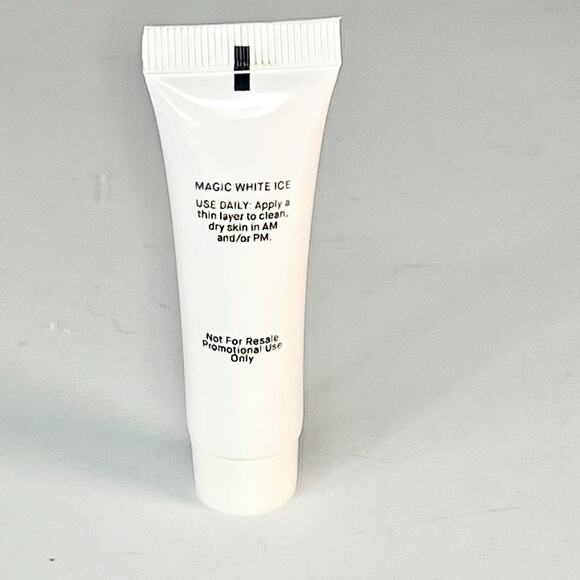 MAGIC WHITE ICE
USE DAILY: Apply a
thin layer to clean,
dry skin in AM
and/or PM.
Not For Resale
Promotional Use
Only